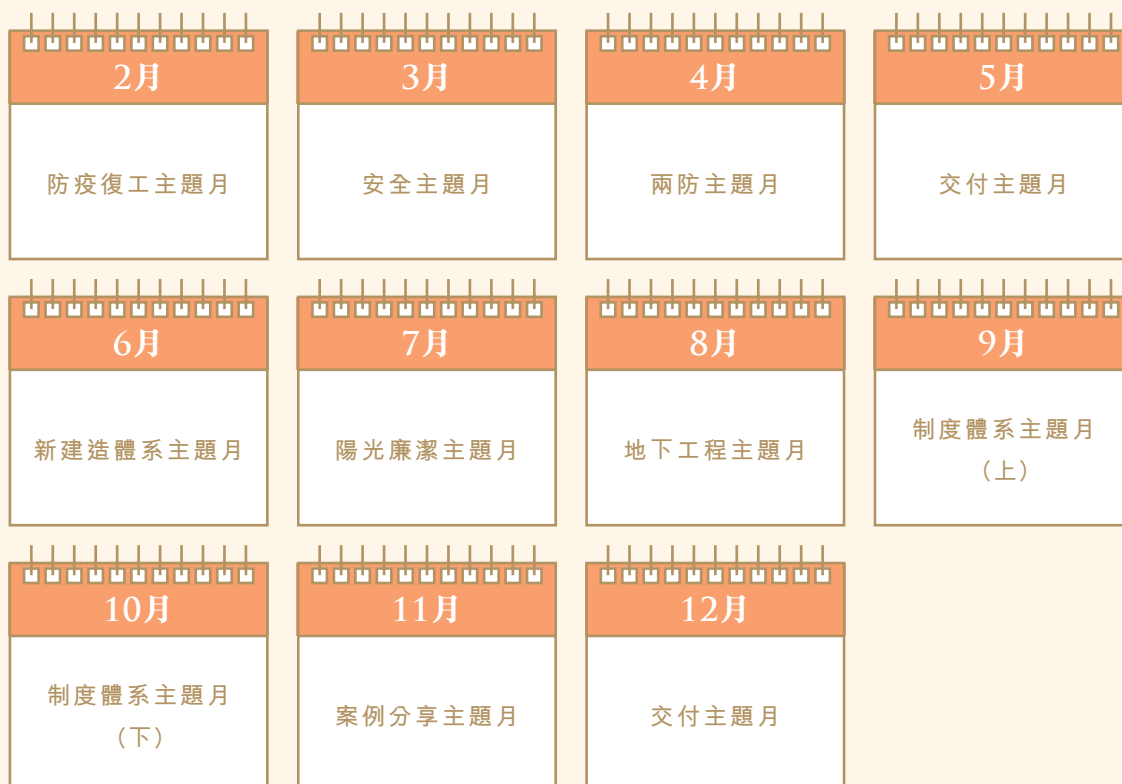 2月
防疫復工主題月
3月
安全主題月
4月
兩防主題月
5月
交付主題月
6月
新建造體系主題月
7月
陽光廉潔主題月
8月
地下工程主題月
9月
制度體系主題月
(上)
10月
制度體系主題月
(下)
11月
案例分享主題月
12月
交付主題月